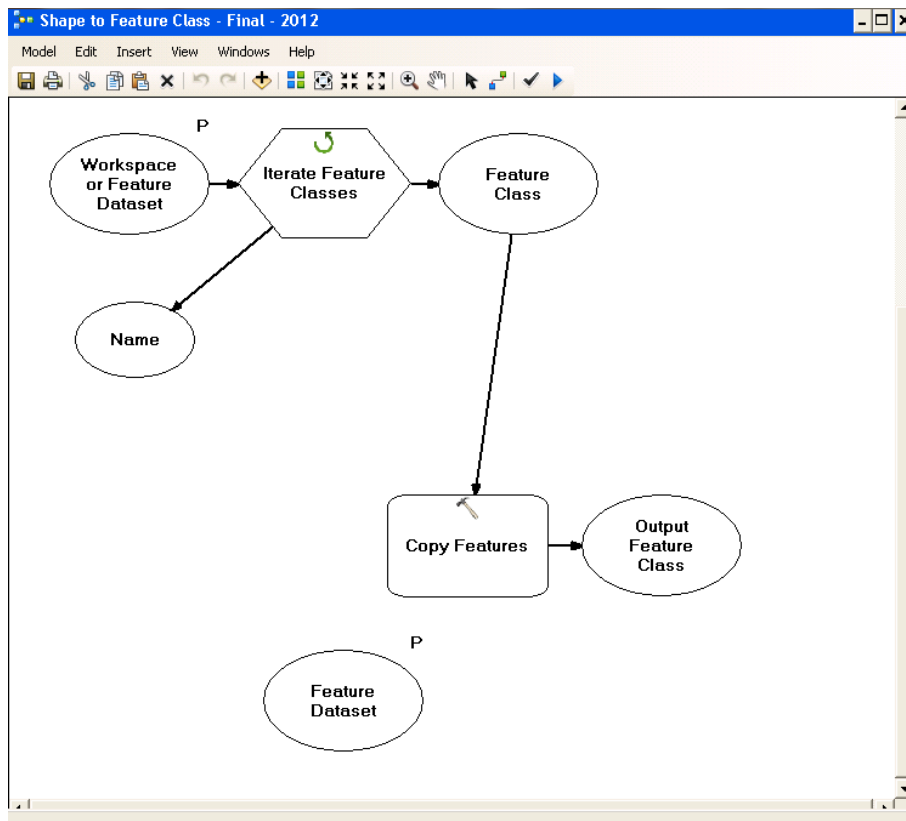 Shape to Feature Class - Final - 2012
Model Edit Insert View Windows Help
P
Workspace
or Feature
Dataset
Iterate Feature
Classes
Feature
Class
Name
Copy Features
Output
Feature
Class
P
Feature
Dataset